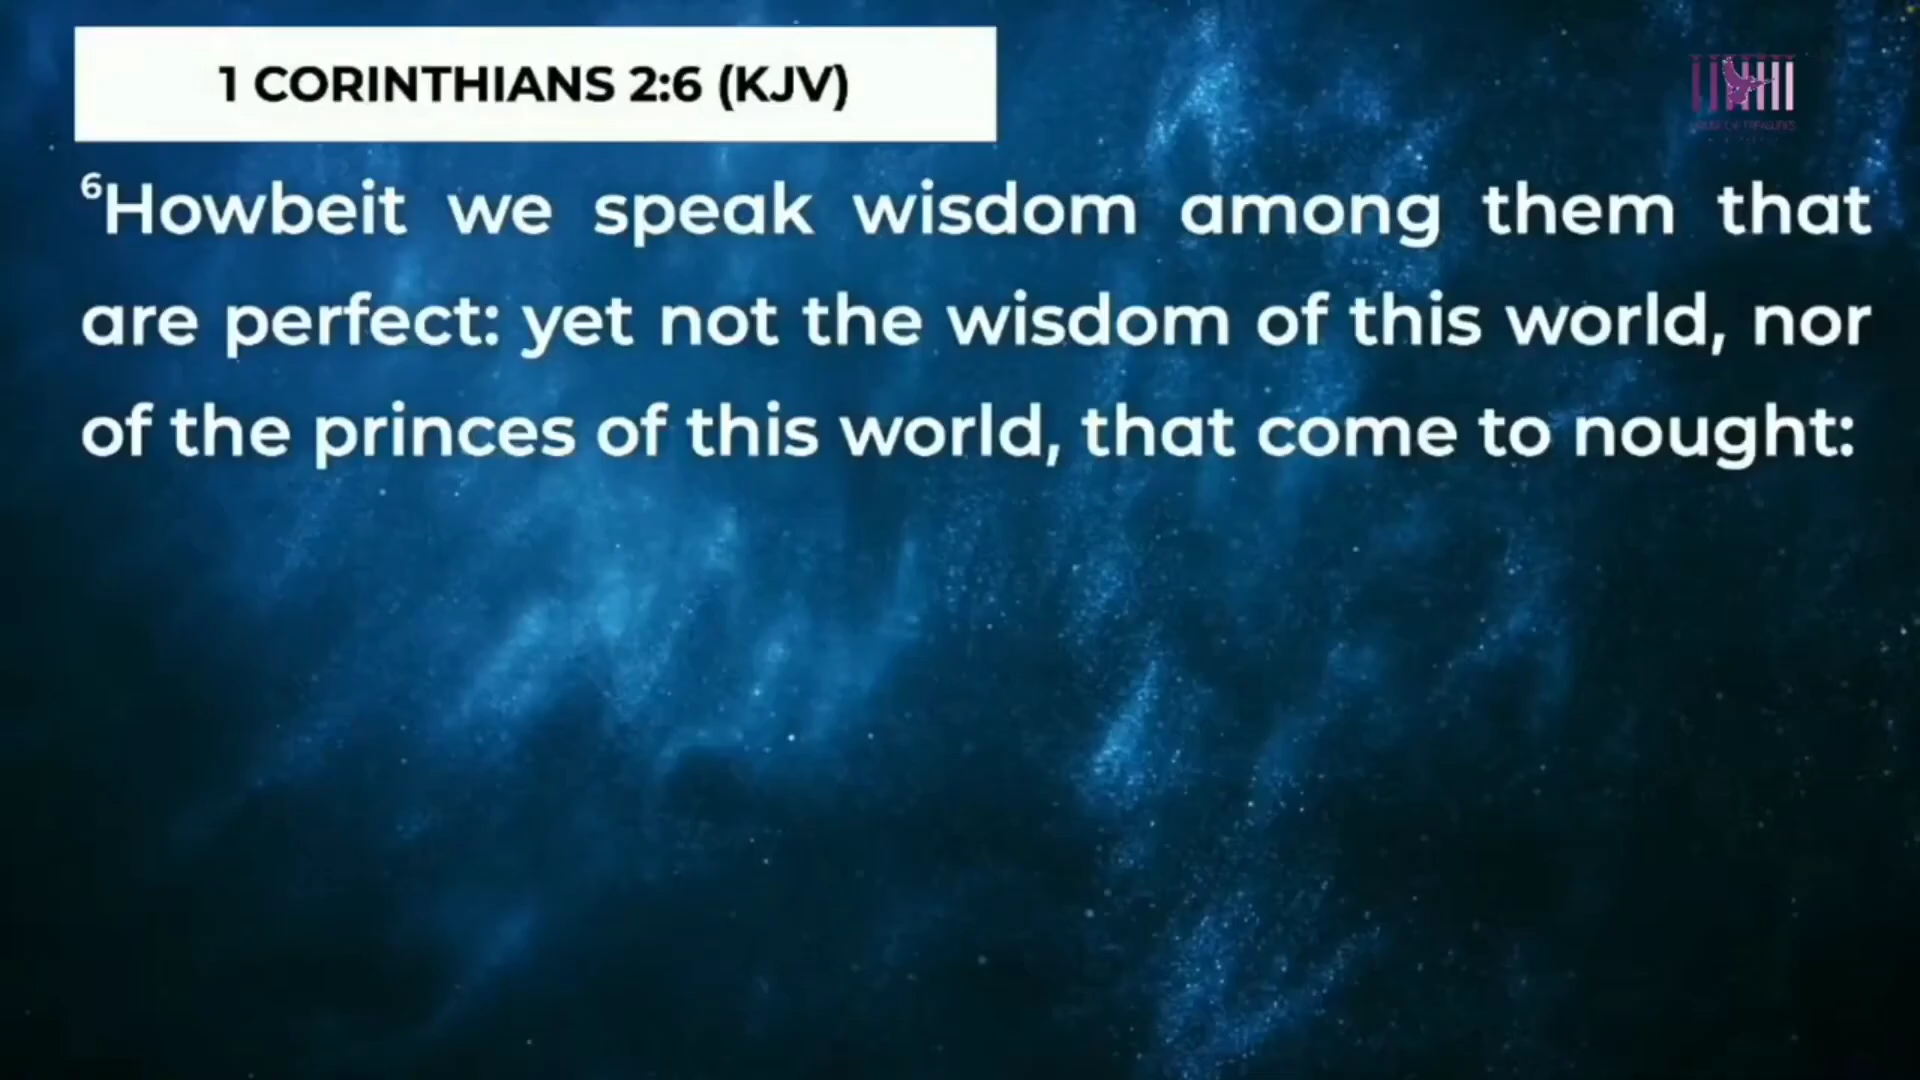 1 CORINTHIANS 2:6 (KJV)
⁶Howbeit we speak wisdom among them that
are perfect: yet not the wisdom of this world, nor
of the princes of this world, that come to nought: